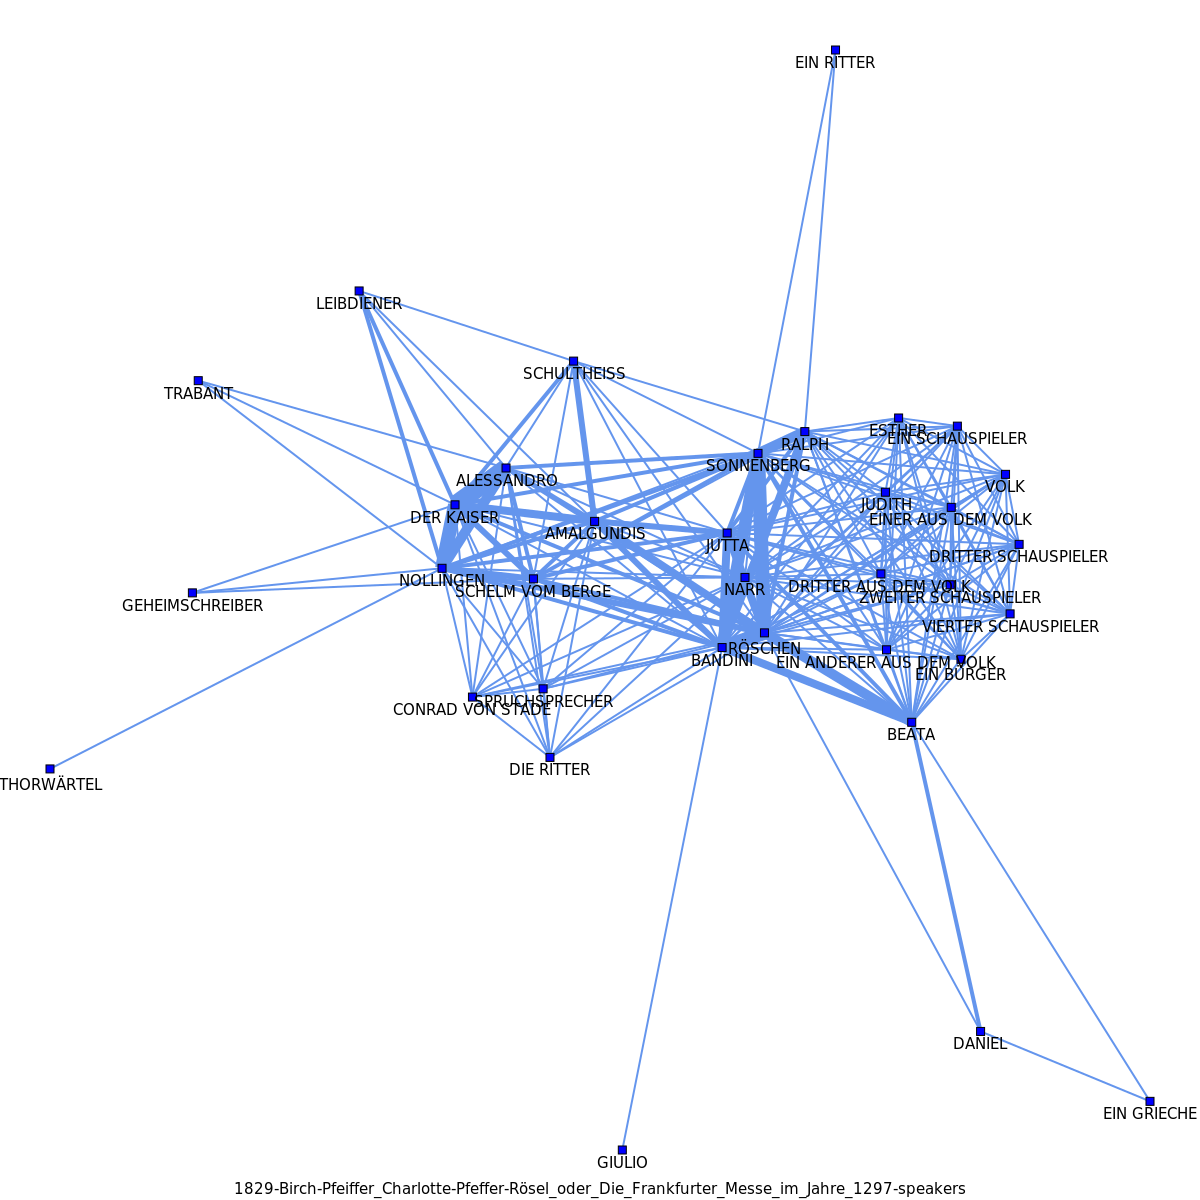 EIN RITTER
LEIBDIENER
SCHULTHEISS
TRABANT
ESTHER
EIN SCHAUSPIELER
RALPH
SONNENBERG
ALESSANDRO
VOLK
JUDITH
DER KAISER
EINER AUS DEM VOLK
AMALGUNDIS
JUTTA
DRITTER SCHAUSPIELER
NOLLINGEN
SCHELM VOM BERGE
NARR
DRITTER AUS DEM VOLK
ZWEITER SCHAUSPIELER
GEHEIMSCHREIBER
VIERTER SCHAUSPIELER
RÖSCHEN
BANDINI
EIN ANDERER AUS DEM VOLK
EIN BÜRGER
SPRUCHSPRECHER
CONRAD VON STADE
BEATA
DIE RITTER
THORWÄRTEL
DANIEL
EIN GRIECHE
GIULIO
1829-Birch-Pfeiffer_Charlotte-Pfeffer-Rösel_oder_Die_Frankfurter_Messe_im_Jahre_1297-speakers